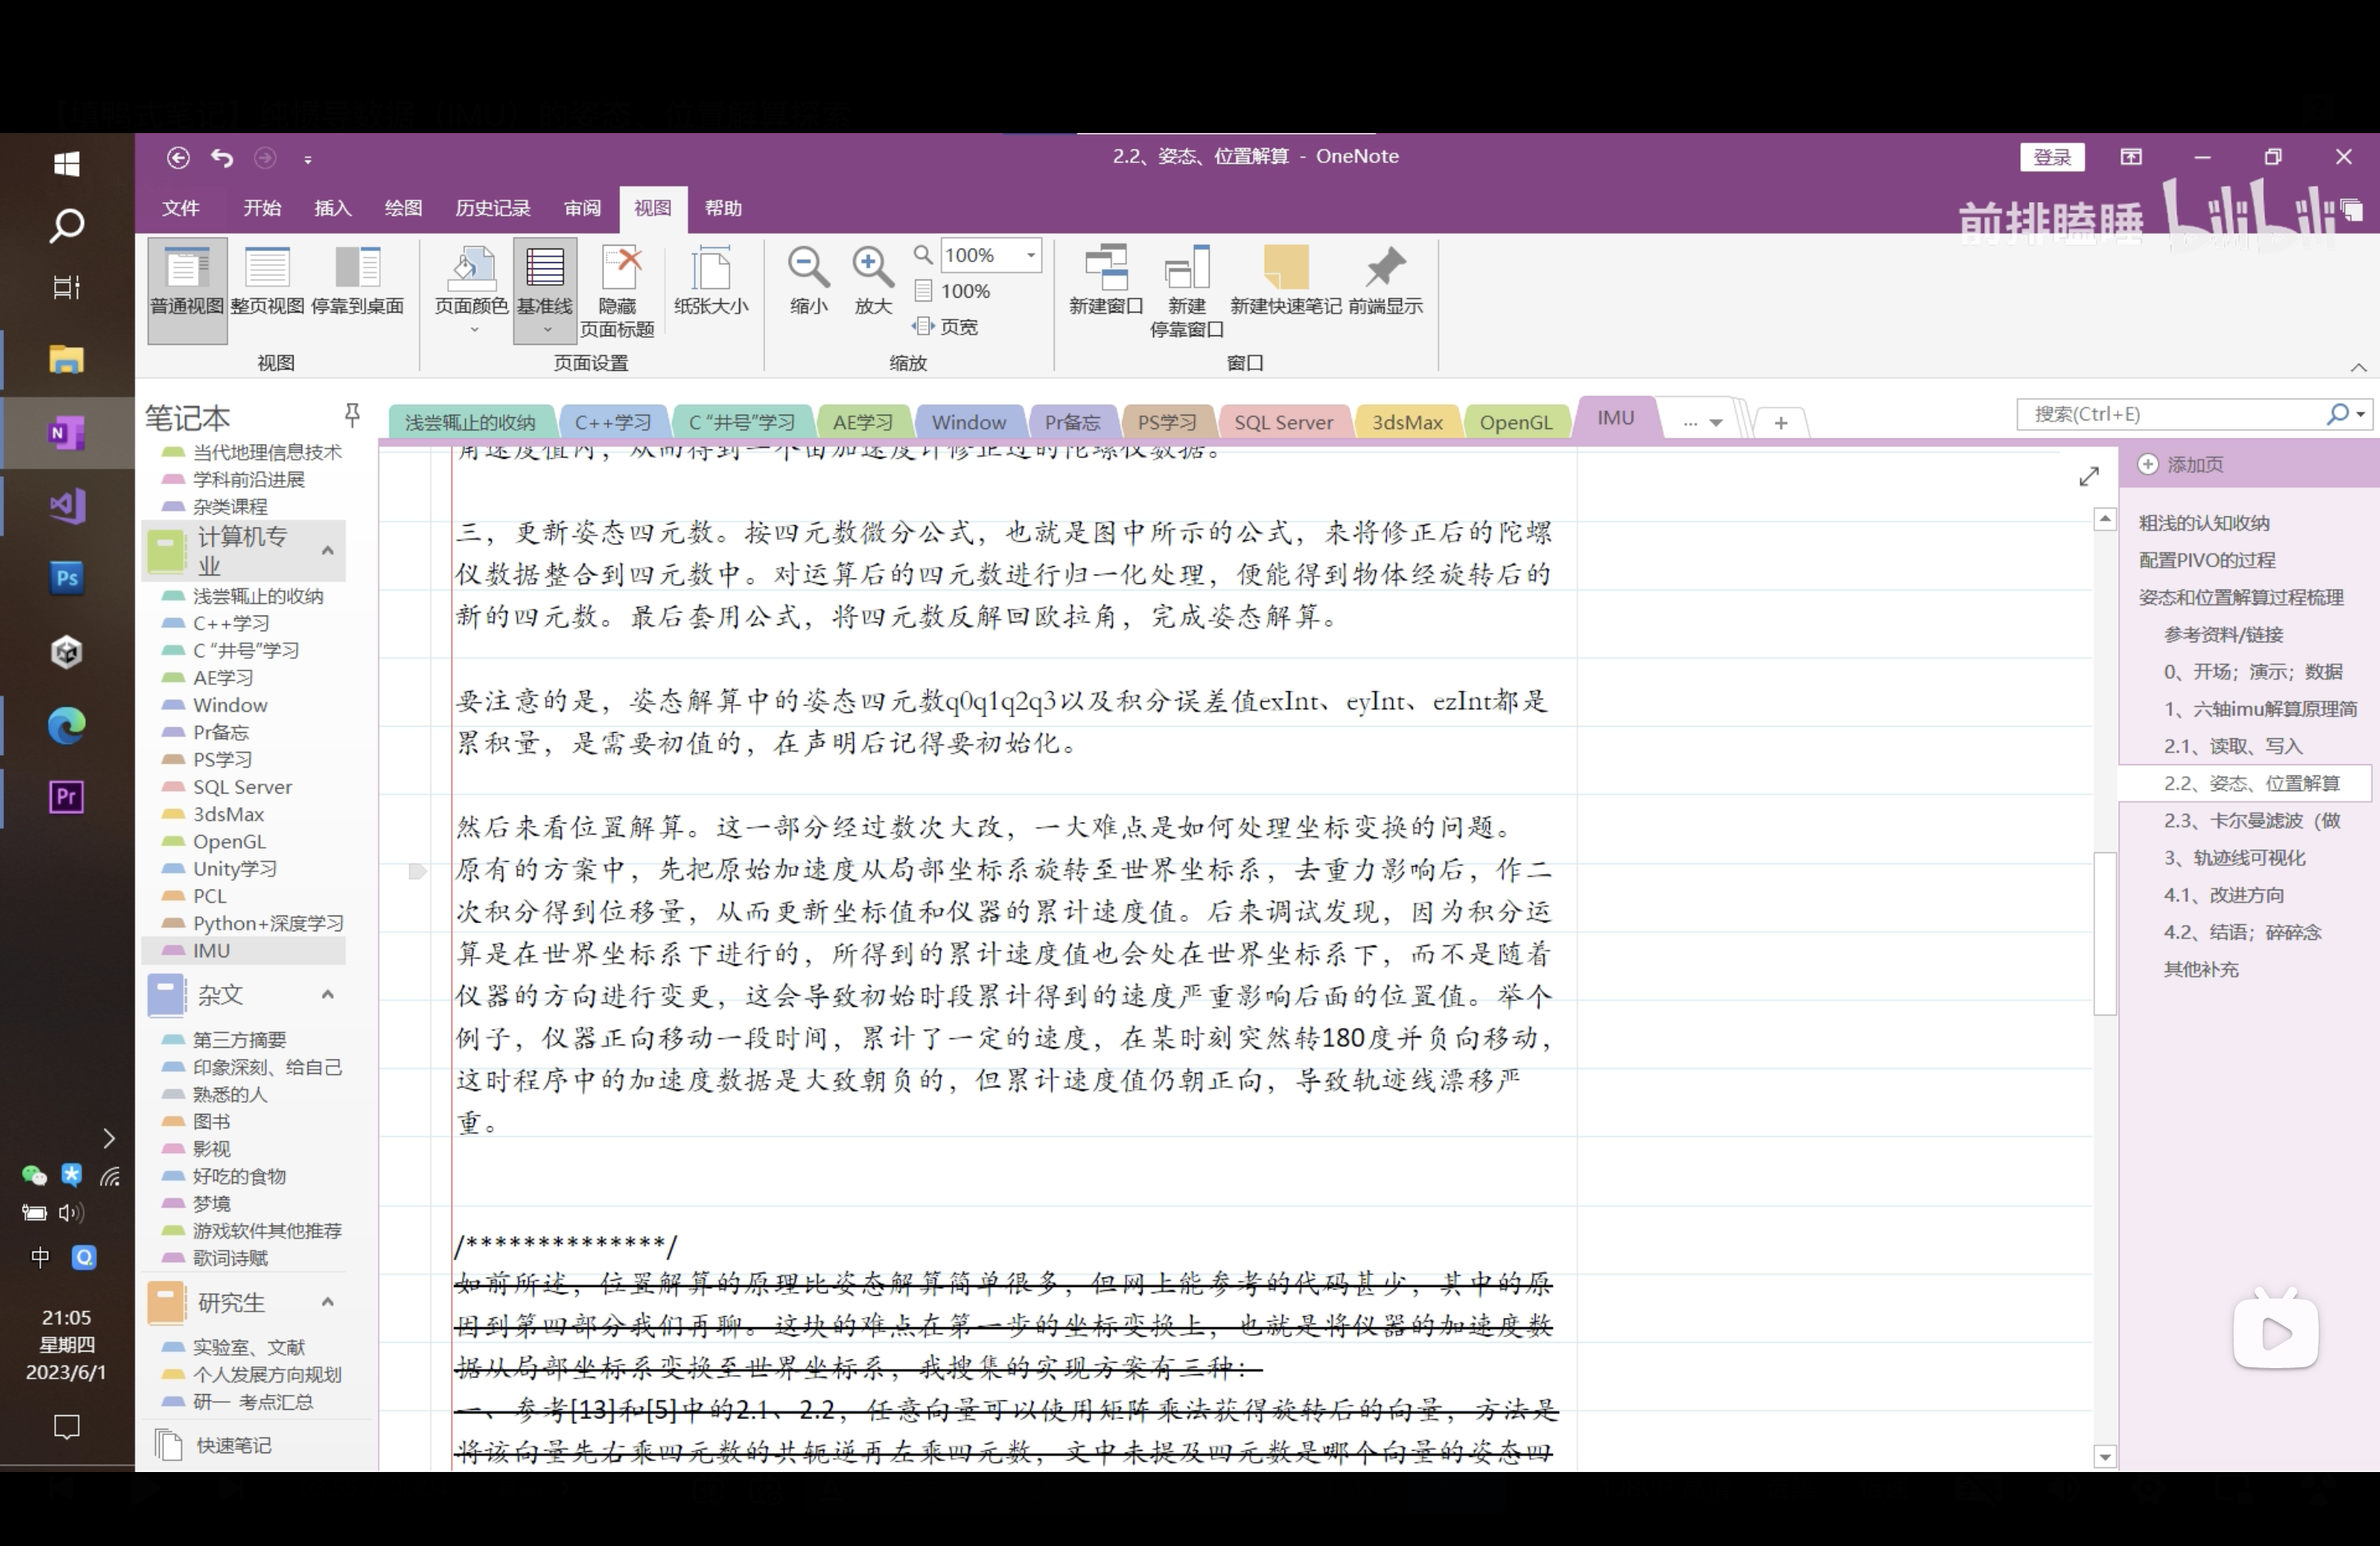 【填鸭式笔记】纯惯导数据（IMU）的姿态、位置解算探索
2.2、姿态、位置解算 - OneNote
登录
文件 开始 插入 绘图 历史记录 审阅 视图 帮助
前排瞌睡 bilibili
普通视图 整页视图 停靠到桌面
视图
页面颜色 基准线 隐藏页面标题 纸张大小
页面设置
缩小 放大 100%
100%
页宽
缩放
新建窗口 新建停靠窗口 新建快速笔记 前端显示
窗口
笔记本
浅尝辄止的收纳 C++学习 C “井号”学习 AE学习 Window Pr备忘 PS学习 SQL Server 3dsMax OpenGL IMU ...
搜索(Ctrl+E)
当代地理信息技术
学科前沿进展
杂类课程
计算机专业
浅尝辄止的收纳
C++学习
C “井号”学习
AE学习
Window
Pr备忘
PS学习
SQL Server
3dsMax
OpenGL
Unity学习
PCL
Python+深度学习
IMU
杂文
第三方摘要
印象深刻、给自己
熟悉的人
图书
影视
好吃的食物
梦境
游戏软件其他推荐
歌词诗赋
研究生
实验室、文献
个人发展方向规划
研一 考点汇总
快速笔记
角速度值内，从而得到一个由加速度计修正过的陀螺仪数据。
三，更新姿态四元数。按四元数微分公式，也就是图中所示的公式，来将修正后的陀螺
仪数据整合到四元数中。对运算后的四元数进行归一化处理，便能得到物体经旋转后的
新的四元数。最后套用公式，将四元数反解回欧拉角，完成姿态解算。
要注意的是，姿态解算中的姿态四元数q0q1q2q3以及积分误差值exInt、eyInt、ezInt都是
累积量，是需要初值的，在声明后记得要初始化。
然后来看位置解算。这一部分经过数次大改，一大难点是如何处理坐标变换的问题。
原有的方案中，先把原始加速度从局部坐标系旋转至世界坐标系，去重力影响后，作二
次积分得到位移量，从而更新坐标值和仪器的累计速度值。后来调试发现，因为积分运
算是在世界坐标系下进行的，所得到的累计速度值也会处在世界坐标系下，而不是随着
仪器的方向进行变更，这会导致初始时段累计得到的速度严重影响后面的位置值。举个
例子，仪器正向移动一段时间，累计了一定的速度，在某时刻突然转180度并负向移动，
这时程序中的加速度数据是大致朝负的，但累计速度值仍朝正向，导致轨迹线漂移严
重。
/**************/
如前所述，位置解算的原理比姿态解算简单很多，但网上能参考的代码甚少，其中的原
因到第四部分我们再聊。这块的难点在第一步的坐标变换上，也就是将仪器的加速度数
据从局部坐标系变换至世界坐标系，我搜集的实现方案有三种：
一、参考[13]和[5]中的2.1、2.2，任意向量可以使用矩阵乘法获得旋转后的向量，方法是
将该向量先右乘四元数的共轭逆再左乘四元数，文中未提及四元数是哪个向量的姿态四
添加页
粗浅的认知收纳
配置PIVO的过程
姿态和位置解算过程梳理
参考资料/链接
0、开场；演示；数据
1、六轴imu解算原理简
2.1、读取、写入
2.2、姿态、位置解算
2.3、卡尔曼滤波（做
3、轨迹线可视化
4.1、改进方向
4.2、结语；碎碎念
其他补充
N
Ps
Pr
中
21:05
星期四
2023/6/1